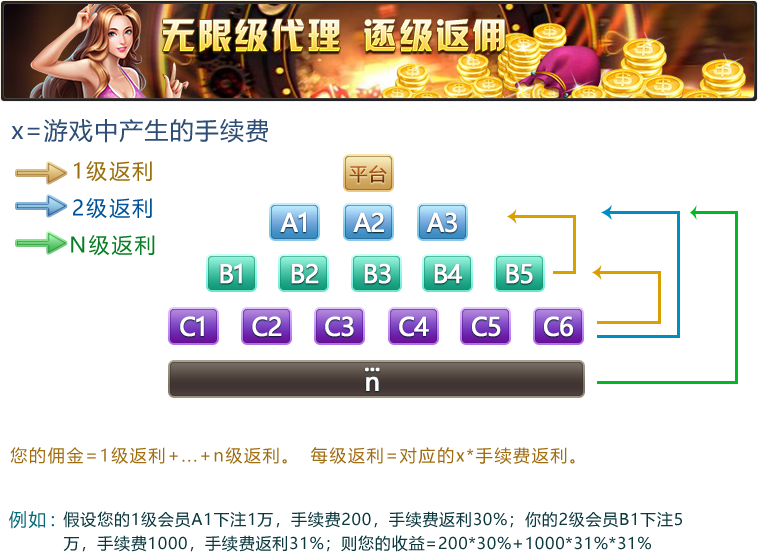 无限级代理 逐级返佣
x=游戏中产生的手续费
1级返利
2级返利
N级返利
平台
A1 A2 A3
B1 B2 B3 B4 B5
C1 C2 C3 C4 C5 C6
...
n
您的佣金=1级返利+...+n级返利。 每级返利=对应的x*手续费返利。
例如：假设您的1级会员A1下注1万，手续费200，手续费返利30%；你的2级会员B1下注5
万，手续费1000，手续费返利31%；则您的收益=200*30%+1000*31%*31%